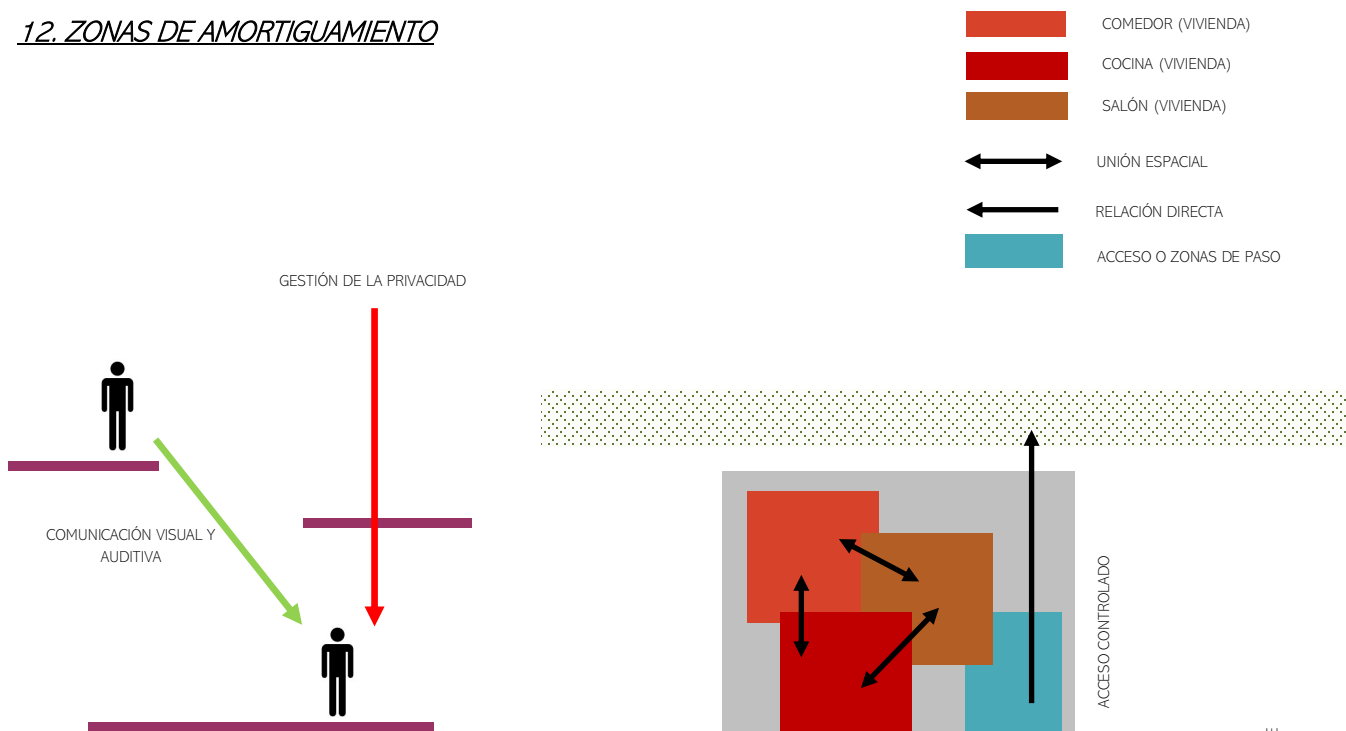 12. ZONAS DE AMORTIGUAMIENTO
COMEDOR (VIVIENDA)
COCINA (VIVIENDA)
SALÓN (VIVIENDA)
UNIÓN ESPACIAL
RELACIÓN DIRECTA
ACCESO O ZONAS DE PASO
GESTIÓN DE LA PRIVACIDAD
COMUNICACIÓN VISUAL Y
AUDITIVA
ACCESO CONTROLADO